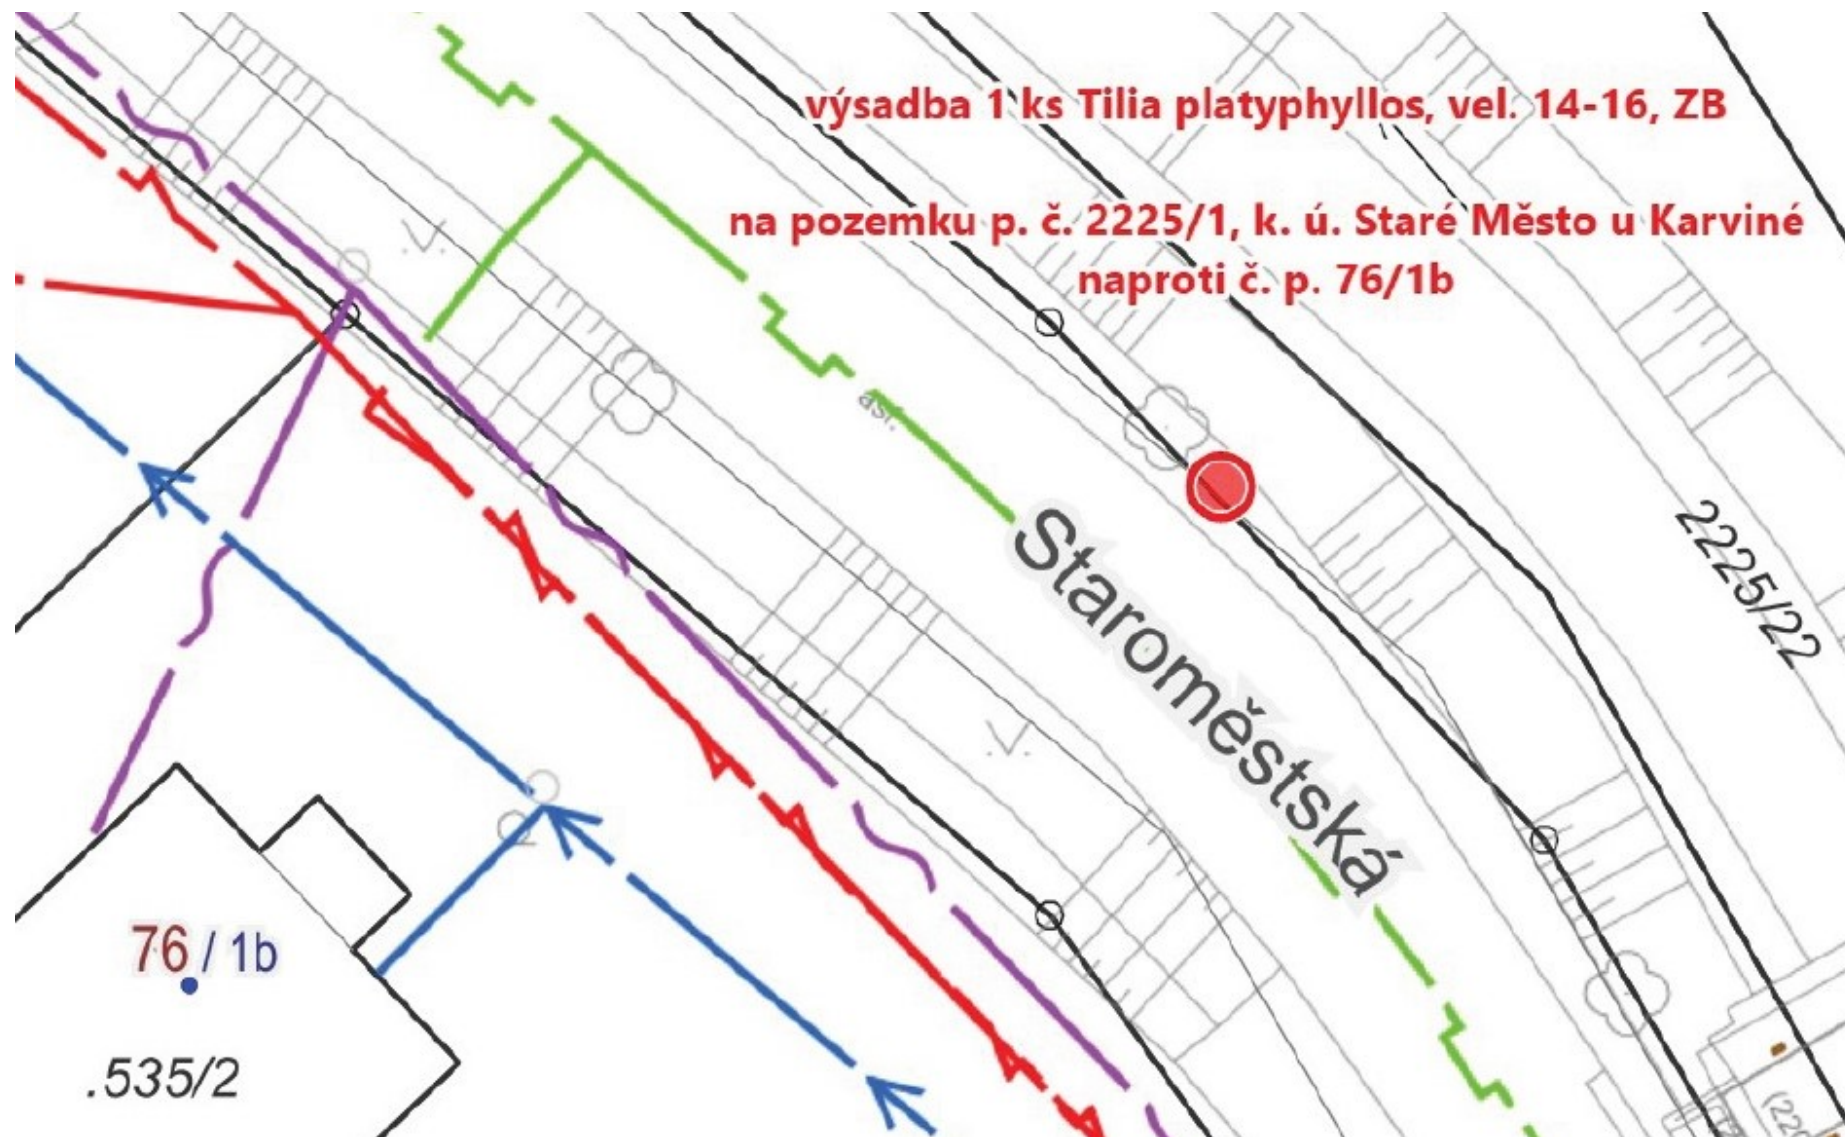 výsadba 1 ks Tilia platyphyllos, vel. 14-16, ZB
na pozemku p. č. 2225/1, k. ú. Staré Město u Karviné
naproti č. p. 76/1b
asf.
Staroměstská
2225/22
76 / 1b
.535/2